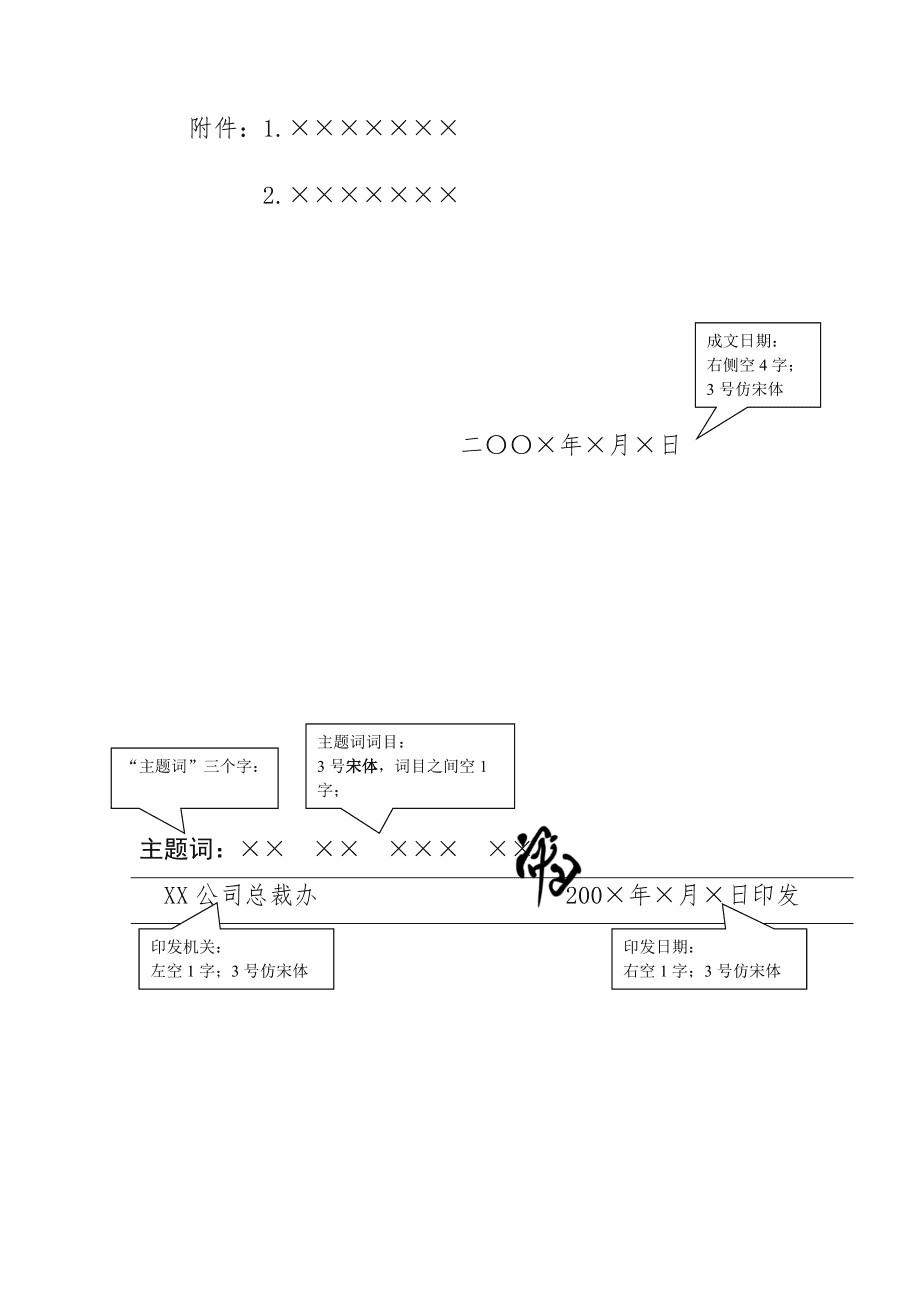 附件：1.×××××××
2.×××××××
成文日期：
右侧空 4 字；
3 号仿宋体
二〇〇×年×月×日
主题词词目：
3 号宋体，词目之间空 1
字；
“主题词”三个字：
主题词：×× ×× ××× ××
XX 公司总裁办 200×年×月×日印发
印发机关：
左空 1 字；3 号仿宋体
印发日期：
右空 1 字；3 号仿宋体